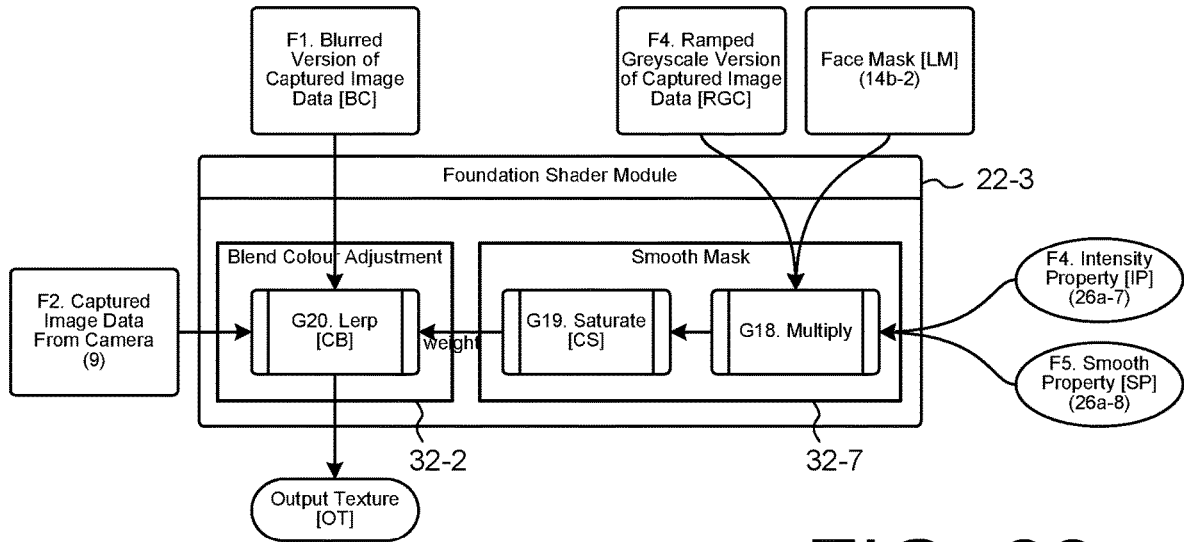 F1. Blurred
Version of
Captured Image
Data [BC]
F4. Ramped
Greyscale Version
of Captured Image
Data [RGC]
Face Mask [LM]
(14b-2)
Foundation Shader Module
22-3
Blend Colour Adjustment
Smooth Mask
F2. Captured
Image Data
From Camera
(9)
G20. Lerp
[CB]
weight
G19. Saturate
[CS]
G18. Multiply
F4. Intensity
Property [IP]
(26a-7)
F5. Smooth
Property [SP]
(26a-8)
32-2
32-7
Output Texture
[OT]